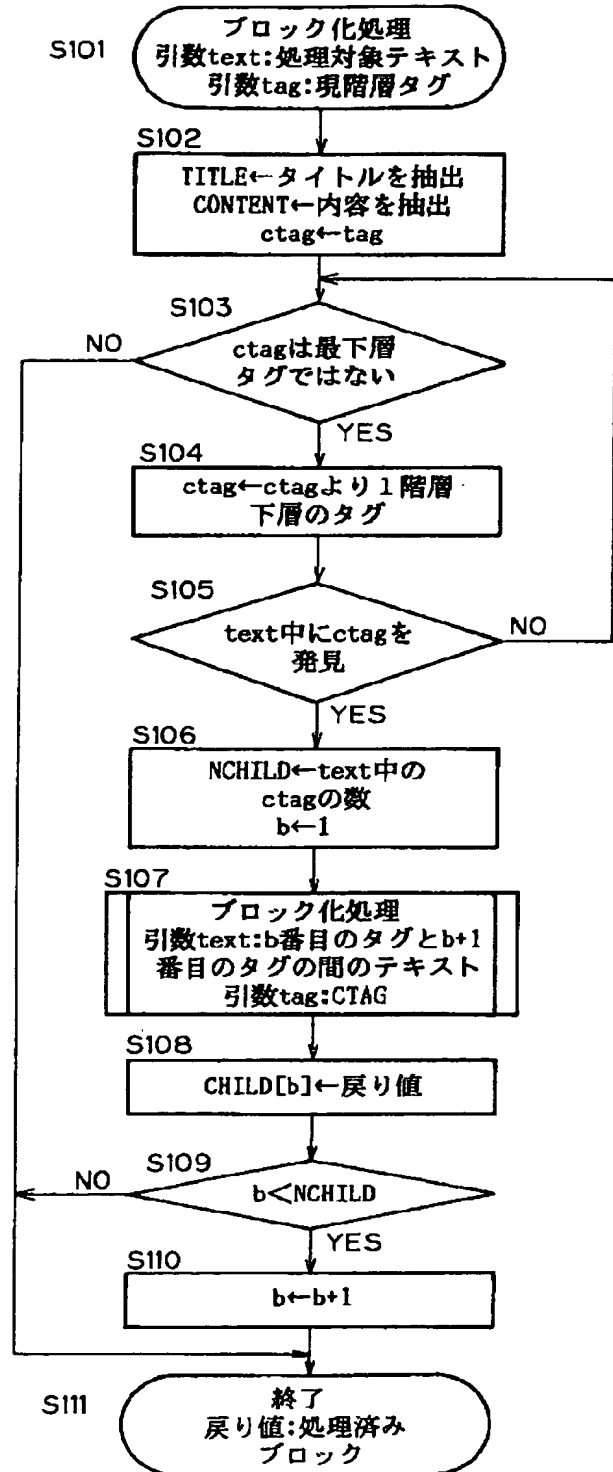 S101
ブロック化処理
引数text:処理対象テキスト
引数tag:現階層タグ
S102
TITLE←タイトルを抽出
CONTENT←内容を抽出
ctag←tag
S103
NO
ctagは最下層
タグではない
YES
S104
ctag←ctagより1階層
下層のタグ
S105
text中にctagを
発見
NO
YES
S106
NCHILD←text中の
ctagの数
b←1
S107
ブロック化処理
引数text:b番目のタグとb+1
番目のタグの間のテキスト
引数tag:CTAG
S108
CHILD[b]←戻り値
S109
NO
b<NCHILD
YES
S110
b←b+1
S111
終了
戻り値:処理済み
ブロック